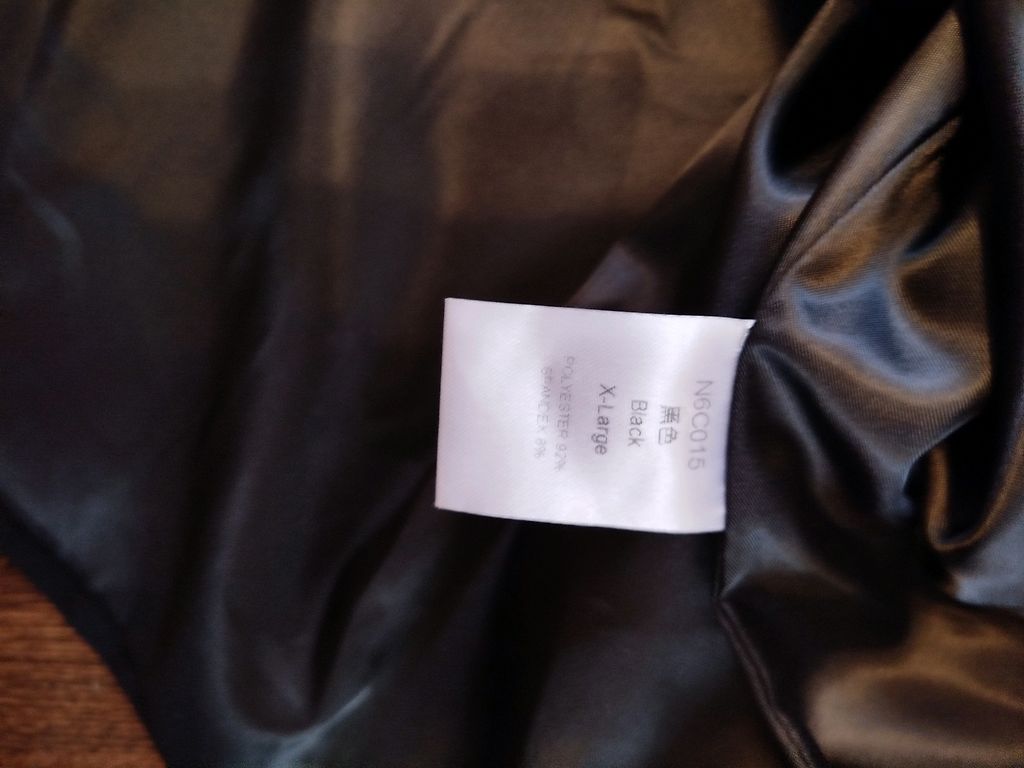 N6C015
黑色
Black
X-Large
POLYESTER 92%
SPANDEX 8%